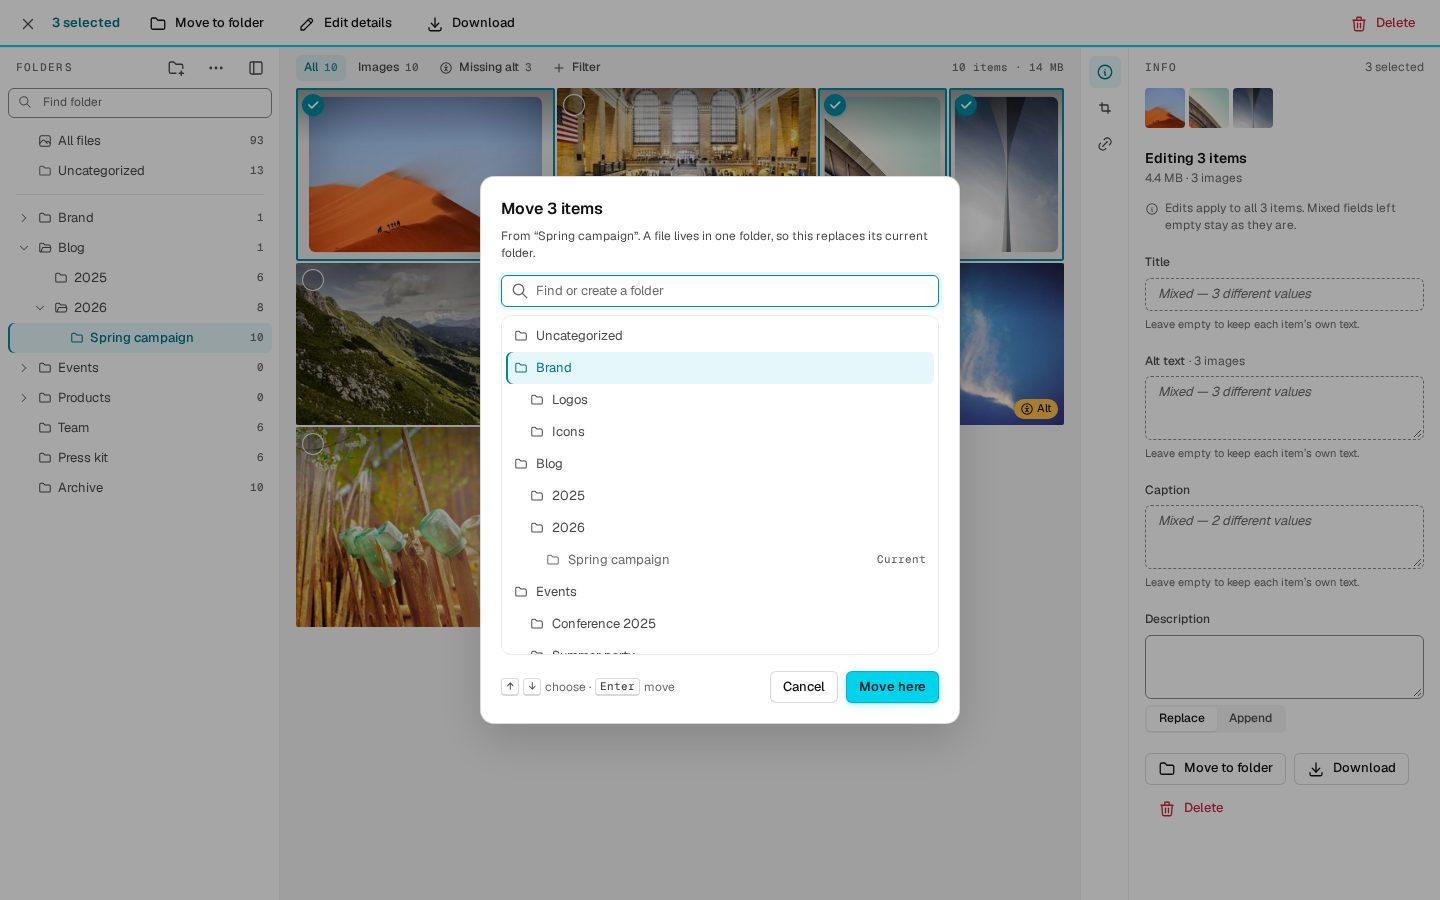 3 selected
Move to folder
Edit details
Download
Delete
FOLDERS
Find folder
All files 93
Uncategorized 13
Brand 1
Blog 1
2025 6
2026 8
Spring campaign 10
Events 0
Products 0
Team 6
Press kit 6
Archive 10
All 10
Images 10
Missing alt 3
Filter
10 items · 14 MB
Alt
Move 3 items
From “Spring campaign”. A file lives in one folder, so this replaces its current
folder.
Find or create a folder
Uncategorized
Brand
Logos
Icons
Blog
2025
2026
Spring campaign Current
Events
Conference 2025
Summer party
↑ ↓ choose · Enter move
Cancel
Move here
INFO
3 selected
Editing 3 items
4.4 MB · 3 images
Edits apply to all 3 items. Mixed fields left
empty stay as they are.
Title
Mixed — 3 different values
Leave empty to keep each item’s own text.
Alt text · 3 images
Mixed — 3 different values
Leave empty to keep each item’s own text.
Caption
Mixed — 2 different values
Leave empty to keep each item’s own text.
Description
Replace Append
Move to folder
Download
Delete